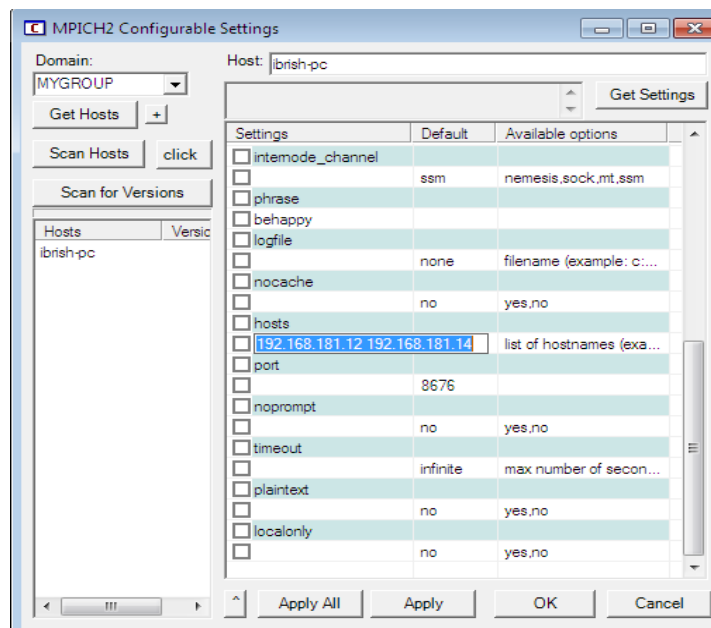 MPICH2 Configurable Settings
Domain:
MYGROUP
Get Hosts
+
Scan Hosts
click
Scan for Versions
Hosts Versic
ibrish-pc
Host: ibrish-pc
Get Settings
Settings Default Available options
internode_channel
ssm nemesis,sock,mt,ssm
phrase
behappy
logfile
none filename (example: c:...
nocache
no yes,no
hosts
192.168.181.12 192.168.181.14 list of hostnames (exa...
port
8676
noprompt
no yes,no
timeout
infinite max number of secon...
plaintext
no yes,no
localonly
no yes,no
^ Apply All Apply OK Cancel